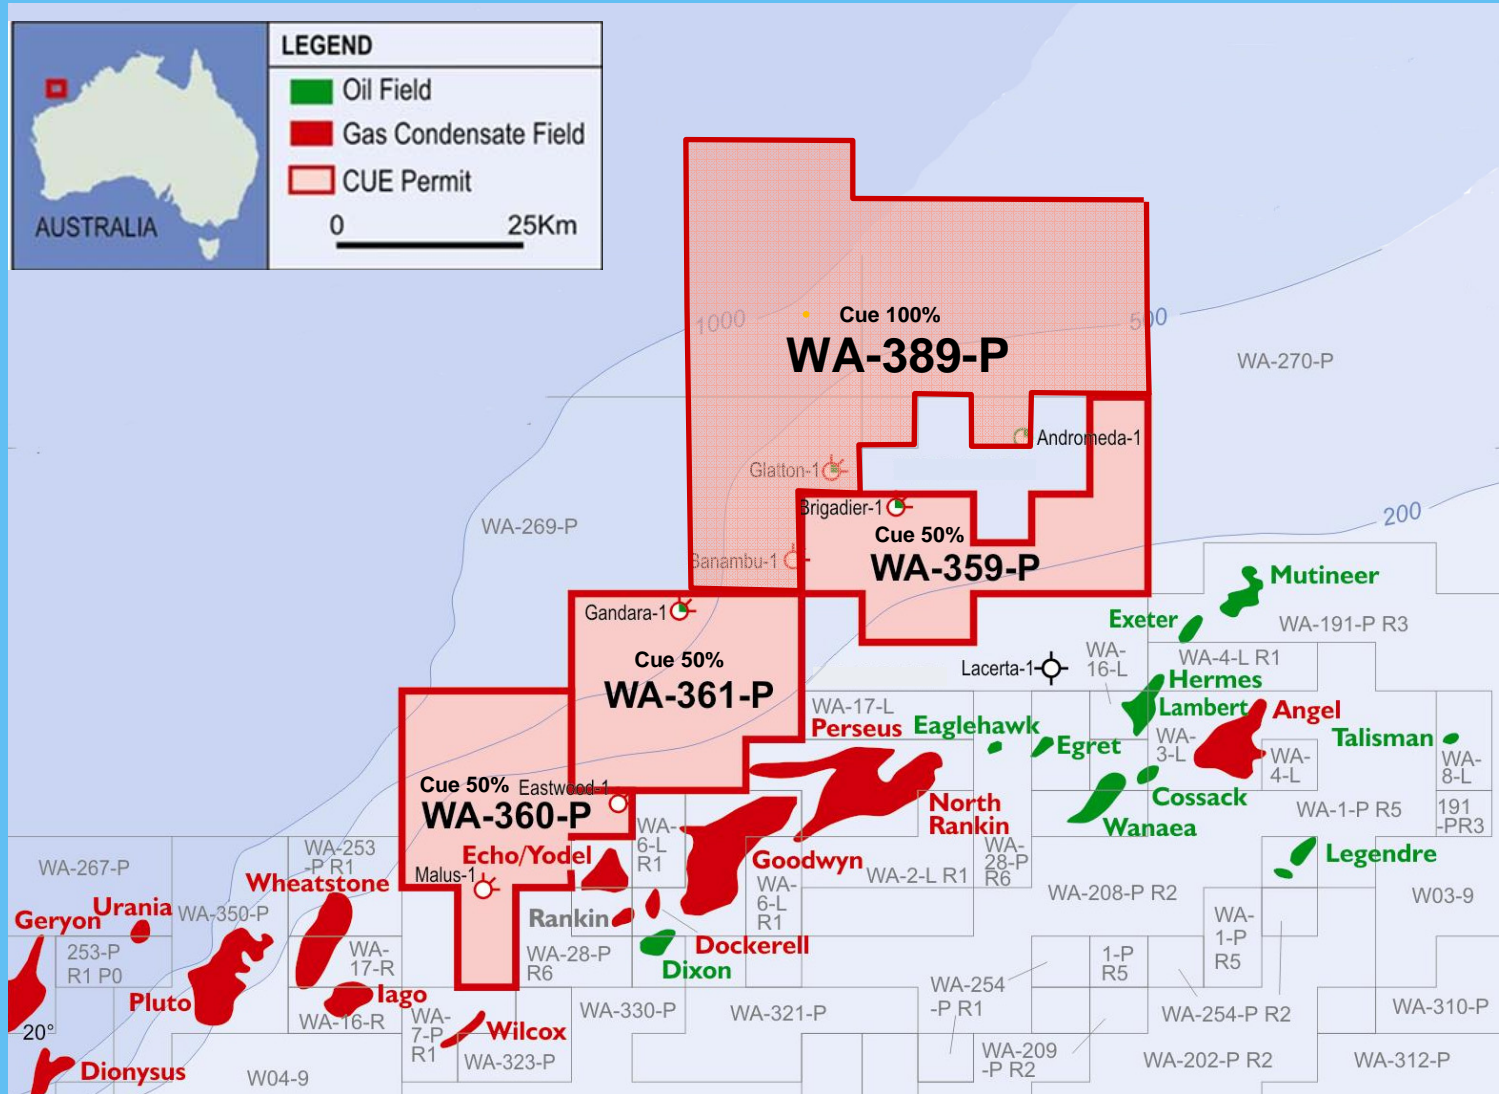 LEGEND
Oil Field
Gas Condensate Field
CUE Permit
0 25Km
AUSTRALIA
1000
Cue 100%
500
WA-389-P
WA-270-P
Andromeda-1
Glatton-1
Brigadier-1
200
WA-269-P
Cue 50%
WA-359-P
Banambu-1
Mutineer
Gandara-1
Exeter
WA-191-P R3
Cue 50%
WA-
16-L
WA-4-L R1
Lacerta-1
WA-361-P
Hermes
WA-17-L
Lambert
Angel
Perseus
Eaglehawk
Egret
WA-
3-L
WA-
4-L
Talisman
WA-
8-L
Cue 50%
Eastwood-1
WA-360-P
Cossack
North
Rankin
WA-1-P R5
191
-PR3
Wanaea
WA-
6-L
R1
WA-253
-P R1
Echo/Yodel
Goodwyn
WA-
28-P
R6
Legendre
WA-267-P
Malus-1
WA-2-L R1
Wheatstone
WA-
6-L
R1
WA-208-P R2
W03-9
Urania
Geryon
WA-350-P
Rankin
WA-
1-P
R5
253-P
R1 P0
WA-
17-R
WA-28-P
R6
Dockerell
Dixon
1-P
R5
Pluto
Iago
WA-254
-P R1
WA-16-R
WA-
7-P
R1
WA-330-P
WA-321-P
WA-254-P R2
WA-310-P
20°
Wilcox
WA-323-P
WA-209
-P R2
WA-202-P R2
WA-312-P
Dionysus
W04-9